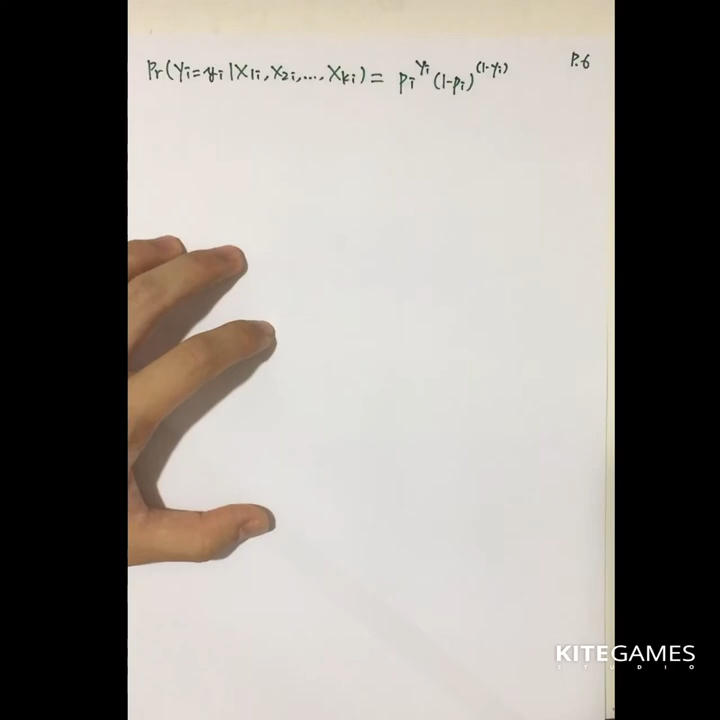 Pr(Yi=yi|X1i,X2i,...,Xki)= pi^Yi (1-pi)^(1-Yi)
P.6
KITEGAMES
STUDIO